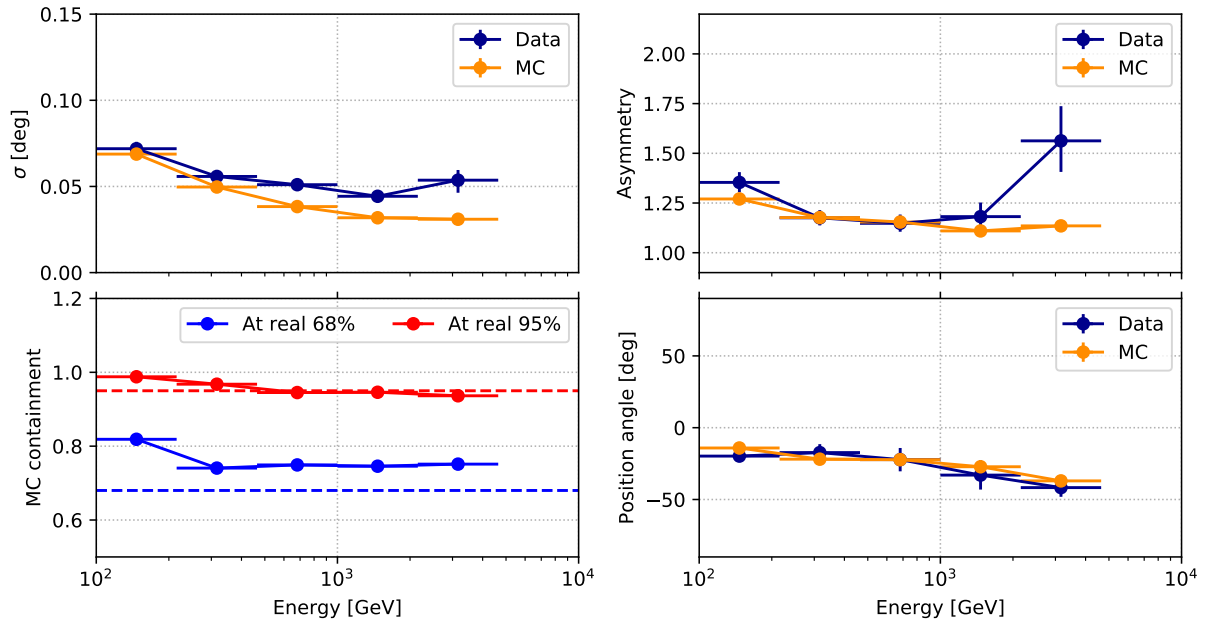 0.15
0.10
0.05
0.00
σ [deg]
Data
MC
2.00
1.75
1.50
1.25
1.00
Asymmetry
Data
MC
1.2
1.0
0.8
0.6
MC containment
At real 68% At real 95%
10² 10³ 10⁴
Energy [GeV]
50
0
−50
Position angle [deg]
Data
MC
10² 10³ 10⁴
Energy [GeV]